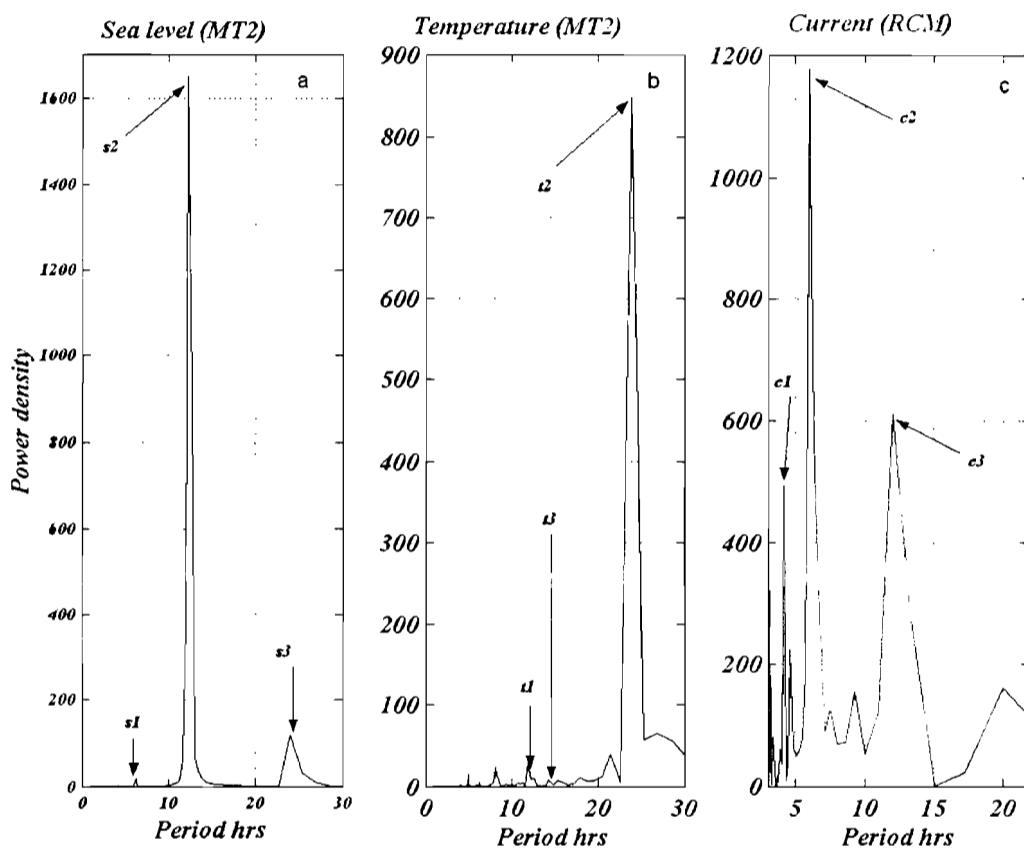 Sea level (MT2)
Temperature (MT2)
Current (RCM)
a
b
c
Power density
1600
1400
1200
1000
800
600
400
200
0
s1
s2
s3
0 10 20 30
Period hrs
900
800
700
600
500
400
300
200
100
0
t1
t2
t3
0 10 20 30
Period hrs
1200
1000
800
600
400
200
0
c1
c2
c3
5 10 15 20
Period hrs